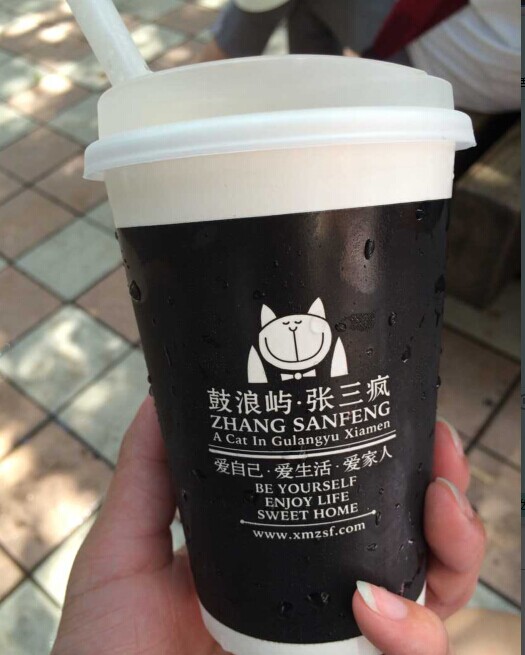 鼓浪屿·张三疯
ZHANG SANFENG
A Cat In Gulangyu Xiamen
爱自己·爱生活·爱家人
BE YOURSELF
ENJOY LIFE
SWEET HOME
www.xmzsf.com